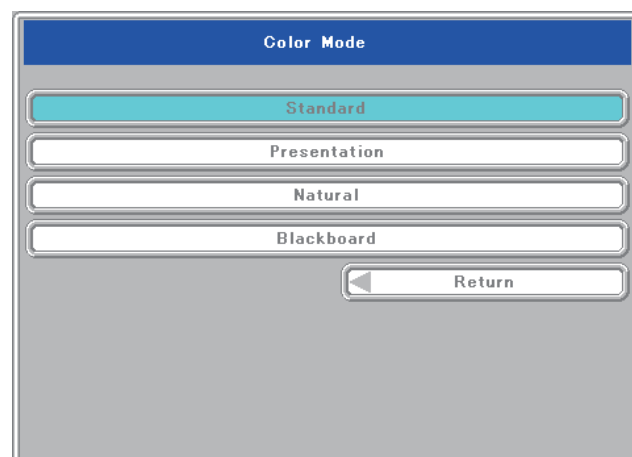 Color Mode
Standard
Presentation
Natural
Blackboard
Return